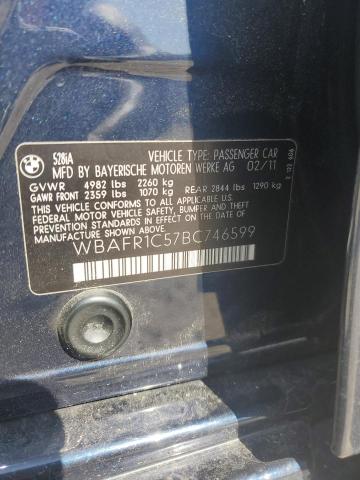 528iA VEHICLE TYPE: PASSENGER CAR
MFD BY BAYERISCHE MOTOREN WERKE AG 02/11
GVWR 4982 lbs 2260 kg
GAWR FRONT 2359 lbs 1070 kg REAR 2844 lbs 1290 kg
THIS VEHICLE CONFORMS TO ALL APPLICABLE
FEDERAL MOTOR VEHICLE SAFETY, BUMPER, AND THEFT PREVENTION
STANDARDS IN EFFECT ON THE DATE OF MANUFACTURE SHOWN ABOVE.
WBAFR1C57BC746599